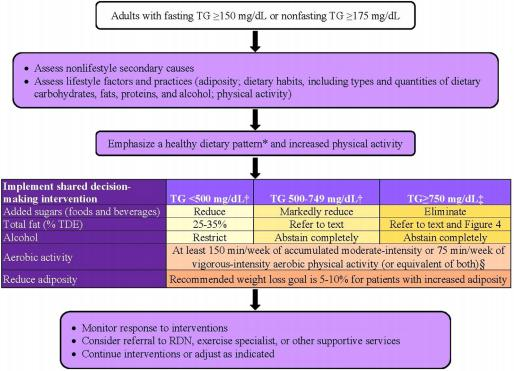 Adults with fasting TG ≥150 mg/dL or nonfasting TG ≥175 mg/dL
• Assess nonlifestyle secondary causes
• Assess lifestyle factors and practices (adiposity; dietary habits, including types and quantities of dietary
carbohydrates, fats, proteins, and alcohol; physical activity)
Emphasize a healthy dietary pattern* and increased physical activity
Implement shared decision-
making intervention
TG <500 mg/dL† TG 500-749 mg/dL† TG≥750 mg/dL‡
Added sugars (foods and beverages) Reduce Markedly reduce Eliminate
Total fat (% TDE) 25-35% Refer to text Refer to text and Figure 4
Alcohol Restrict Abstain completely Abstain completely
Aerobic activity At least 150 min/week of accumulated moderate-intensity or 75 min/week of
vigorous-intensity aerobic physical activity (or equivalent of both)§
Reduce adiposity Recommended weight loss goal is 5-10% for patients with increased adiposity
• Monitor response to interventions
• Consider referral to RDN, exercise specialist, or other supportive services
• Continue interventions or adjust as indicated